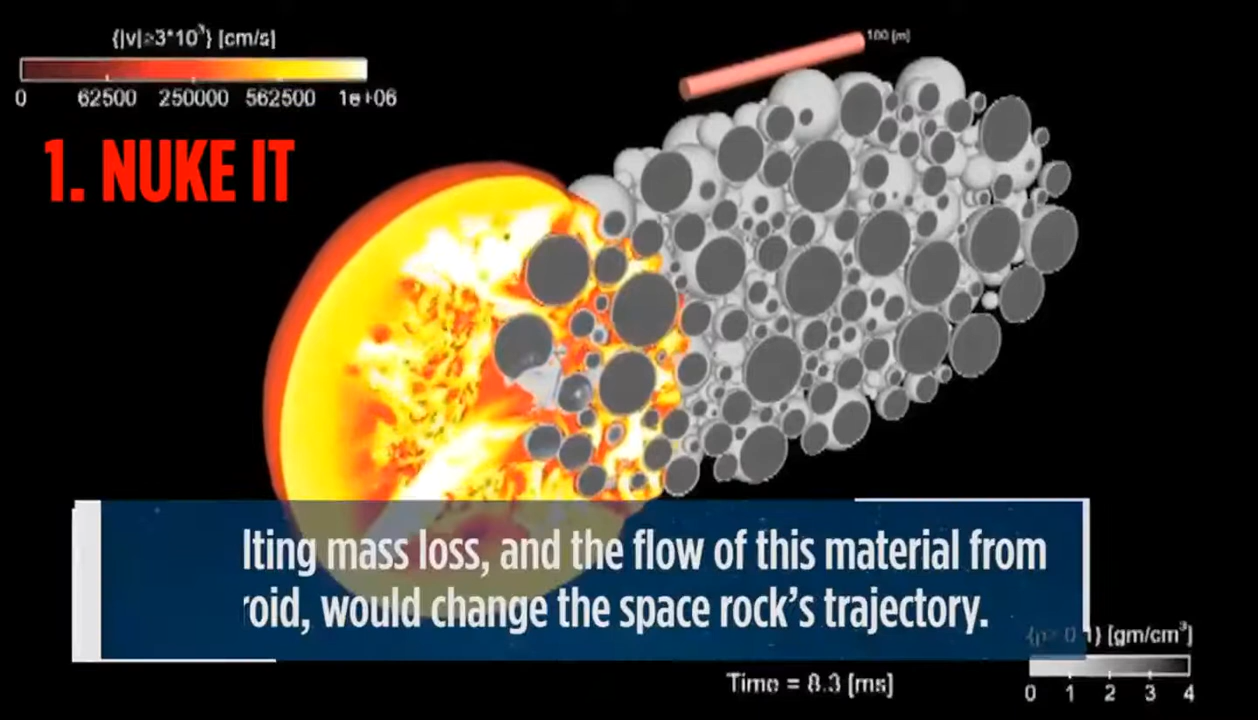 {|v|≥3*10³} [cm/s]
0 62500 250000 562500 1e+06
100 [m]
1. NUKE IT
lting mass loss, and the flow of this material from
roid, would change the space rock's trajectory.
1) [gm/cm³]
Time = 8.3 [ms]
0 1 2 3 4